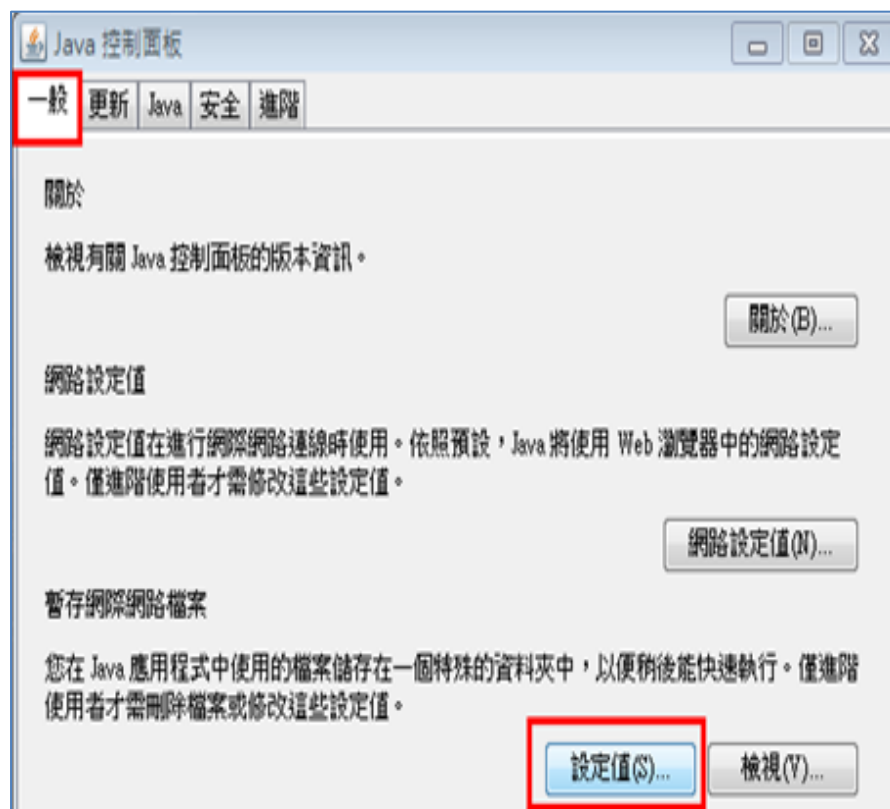 Java 控制面板
一般 更新 Java 安全 進階
關於
檢視有關 Java 控制面板的版本資訊。
關於(B)...
網路設定值
網路設定值在進行網際網路連線時使用。依照預設，Java 將使用 Web 瀏覽器中的網路設定
值。僅進階使用者才需修改這些設定值。
網路設定值(N)...
暫存網際網路檔案
您在 Java 應用程式中使用的檔案儲存在一個特殊的資料夾中，以便稍後能快速執行。僅進階
使用者才需刪除檔案或修改這些設定值。
設定值(S)... 檢視(V)...